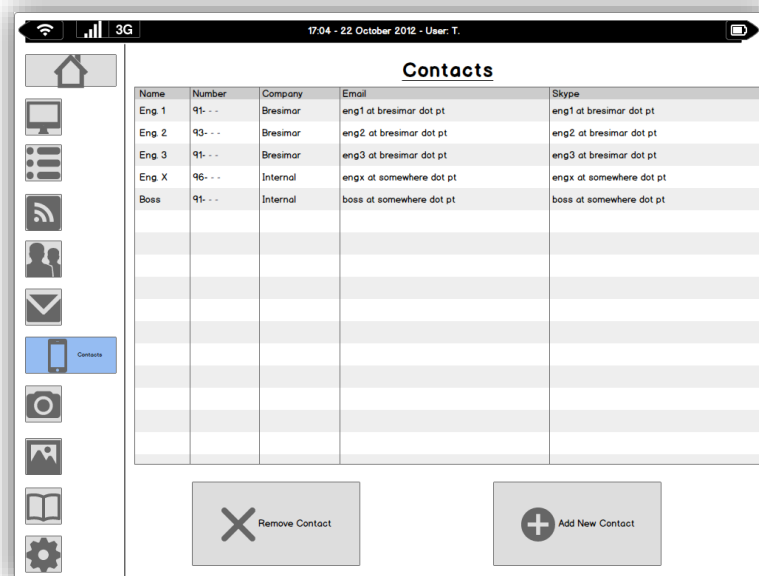 3G 17:04 - 22 October 2012 - User: T.
Contacts
Name Number Company Email Skype
Eng. 1 91- - - Bresimar eng1 at bresimar dot pt eng1 at bresimar dot pt
Eng. 2 93- - - Bresimar eng2 at bresimar dot pt eng2 at bresimar dot pt
Eng. 3 91- - - Bresimar eng3 at bresimar dot pt eng3 at bresimar dot pt
Eng. X 96- - - Internal engx at somewhere dot pt engx at somewhere dot pt
Boss 91- - - Internal boss at somewhere dot pt boss at somewhere dot pt
Contacts
Remove Contact Add New Contact